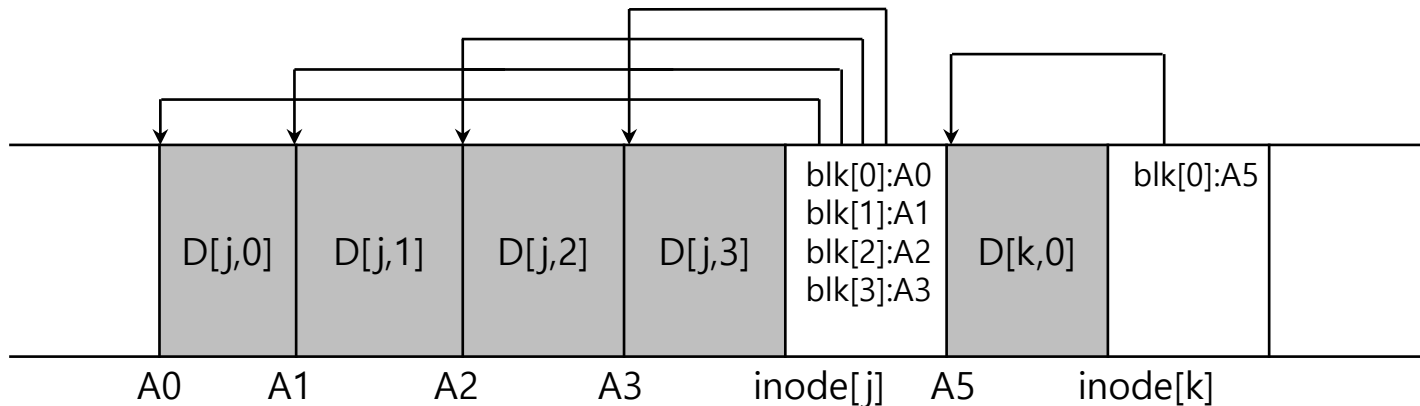 blk[0]:A0
blk[1]:A1
blk[2]:A2
blk[3]:A3
blk[0]:A5
D[j,0] D[j,1] D[j,2] D[j,3] D[k,0]
A0 A1 A2 A3 inode[j] A5 inode[k]